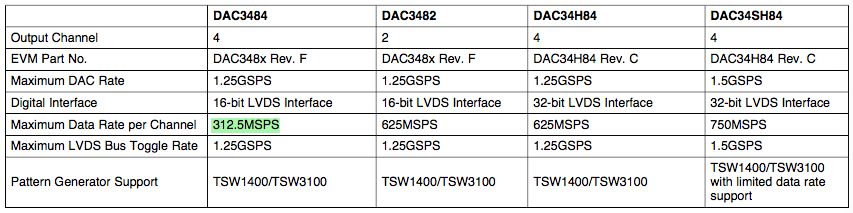 DAC3484 DAC3482 DAC34H84 DAC34SH84
Output Channel 4 2 4 4
EVM Part No. DAC348x Rev. F DAC348x Rev. F DAC34H84 Rev. C DAC34H84 Rev. C
Maximum DAC Rate 1.25GSPS 1.25GSPS 1.25GSPS 1.5GSPS
Digital Interface 16-bit LVDS Interface 16-bit LVDS Interface 32-bit LVDS Interface 32-bit LVDS Interface
Maximum Data Rate per Channel 312.5MSPS 625MSPS 625MSPS 750MSPS
Maximum LVDS Bus Toggle Rate 1.25GSPS 1.25GSPS 1.25GSPS 1.5GSPS
Pattern Generator Support TSW1400/TSW3100 TSW1400/TSW3100 TSW1400/TSW3100 TSW1400/TSW3100
with limited data rate
support